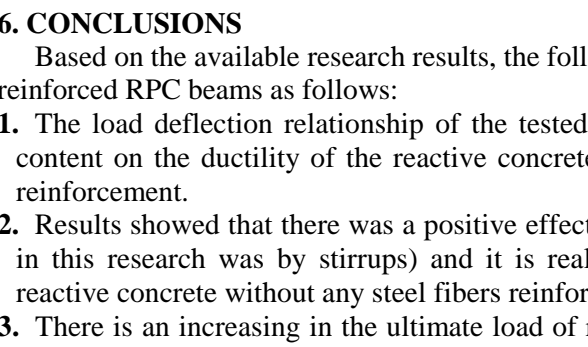 6. CONCLUSIONS
Based on the available research results, the foll
reinforced RPC beams as follows:
1. The load deflection relationship of the tested
content on the ductility of the reactive concrete
reinforcement.
2. Results showed that there was a positive effect
in this research was by stirrups) and it is real
reactive concrete without any steel fibers reinfor
3. There is an increasing in the ultimate load of